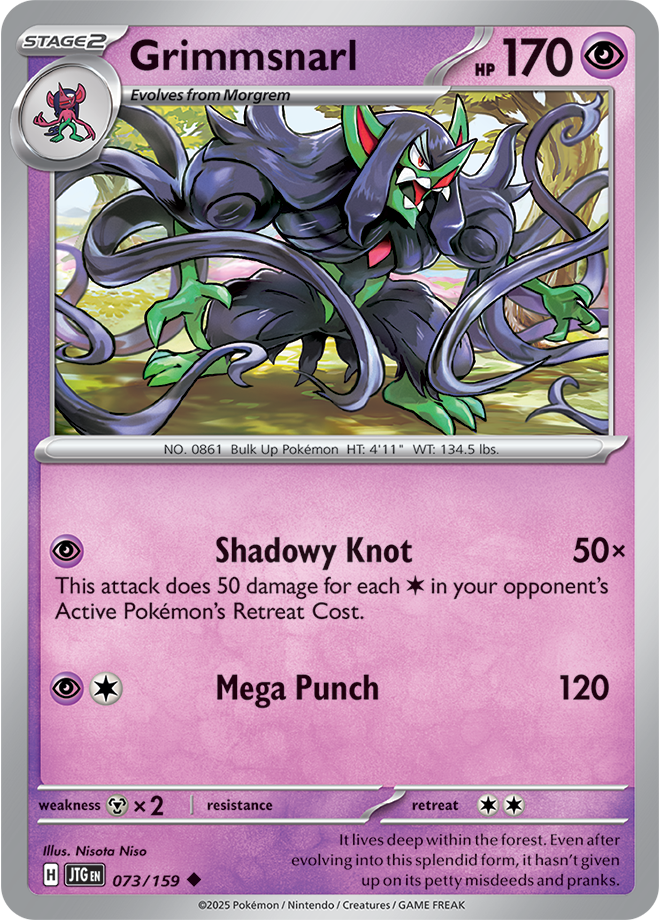 STAGE2
Grimmsnarl
HP 170
Evolves from Morgrem
NO. 0861 Bulk Up Pokémon HT: 4'11" WT: 134.5 lbs.
Shadowy Knot 50×
This attack does 50 damage for each in your opponent's
Active Pokémon's Retreat Cost.
Mega Punch 120
weakness ×2 resistance retreat
Illus. Nisota Niso
H JTG EN 073/159
It lives deep within the forest. Even after
evolving into this splendid form, it hasn't given
up on its petty misdeeds and pranks.
©2025 Pokémon / Nintendo / Creatures / GAME FREAK